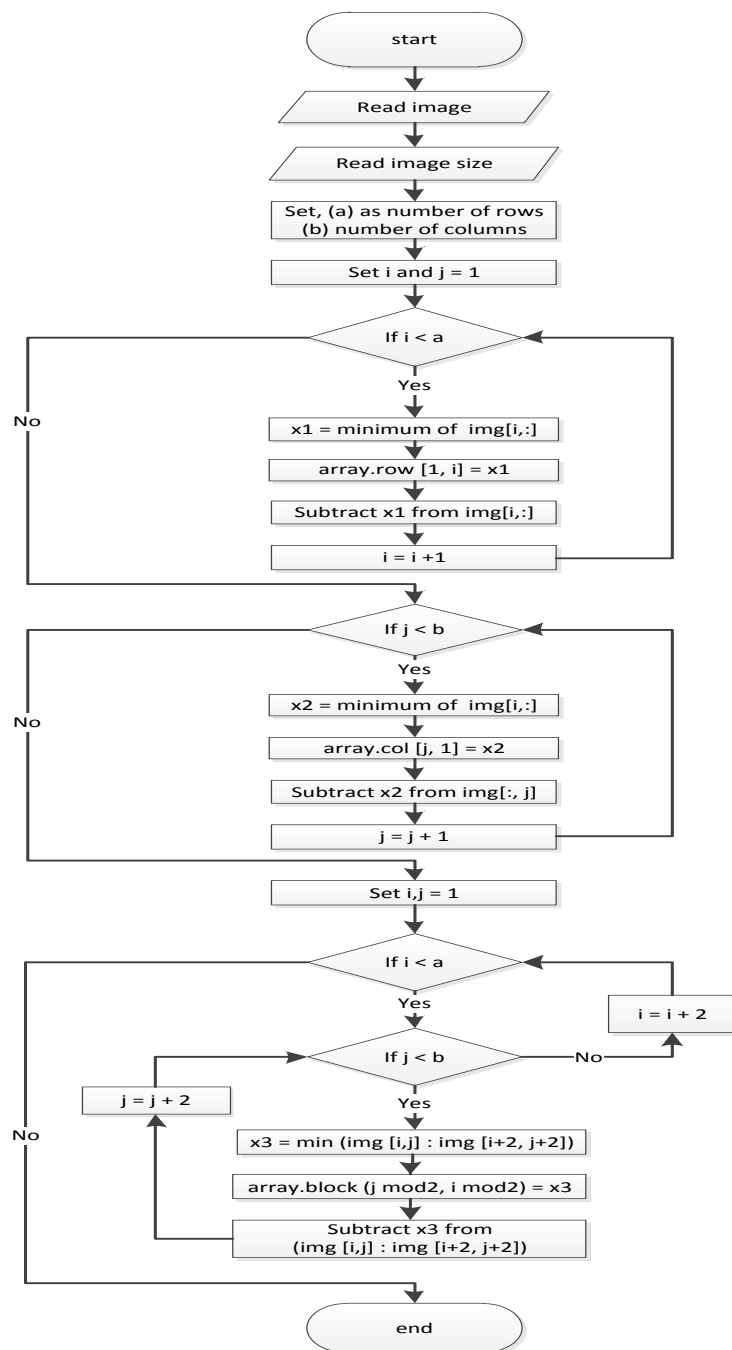 start
Read image
Read image size
Set, (a) as number of rows
(b) number of columns
Set i and j = 1
If i < a
Yes
No
x1 = minimum of  img[i,:]
array.row [1, i] = x1
Subtract x1 from img[i,:]
i = i +1
If j < b
Yes
No
x2 = minimum of  img[i,:]
array.col [j, 1] = x2
Subtract x2 from img[:, j]
j = j + 1
Set i,j = 1
If i < a
Yes
i = i + 2
If j < b
No
j = j + 2
Yes
No
x3 = min (img [i,j] : img [i+2, j+2])
array.block (j mod2, i mod2) = x3
Subtract x3 from
(img [i,j] : img [i+2, j+2])
end